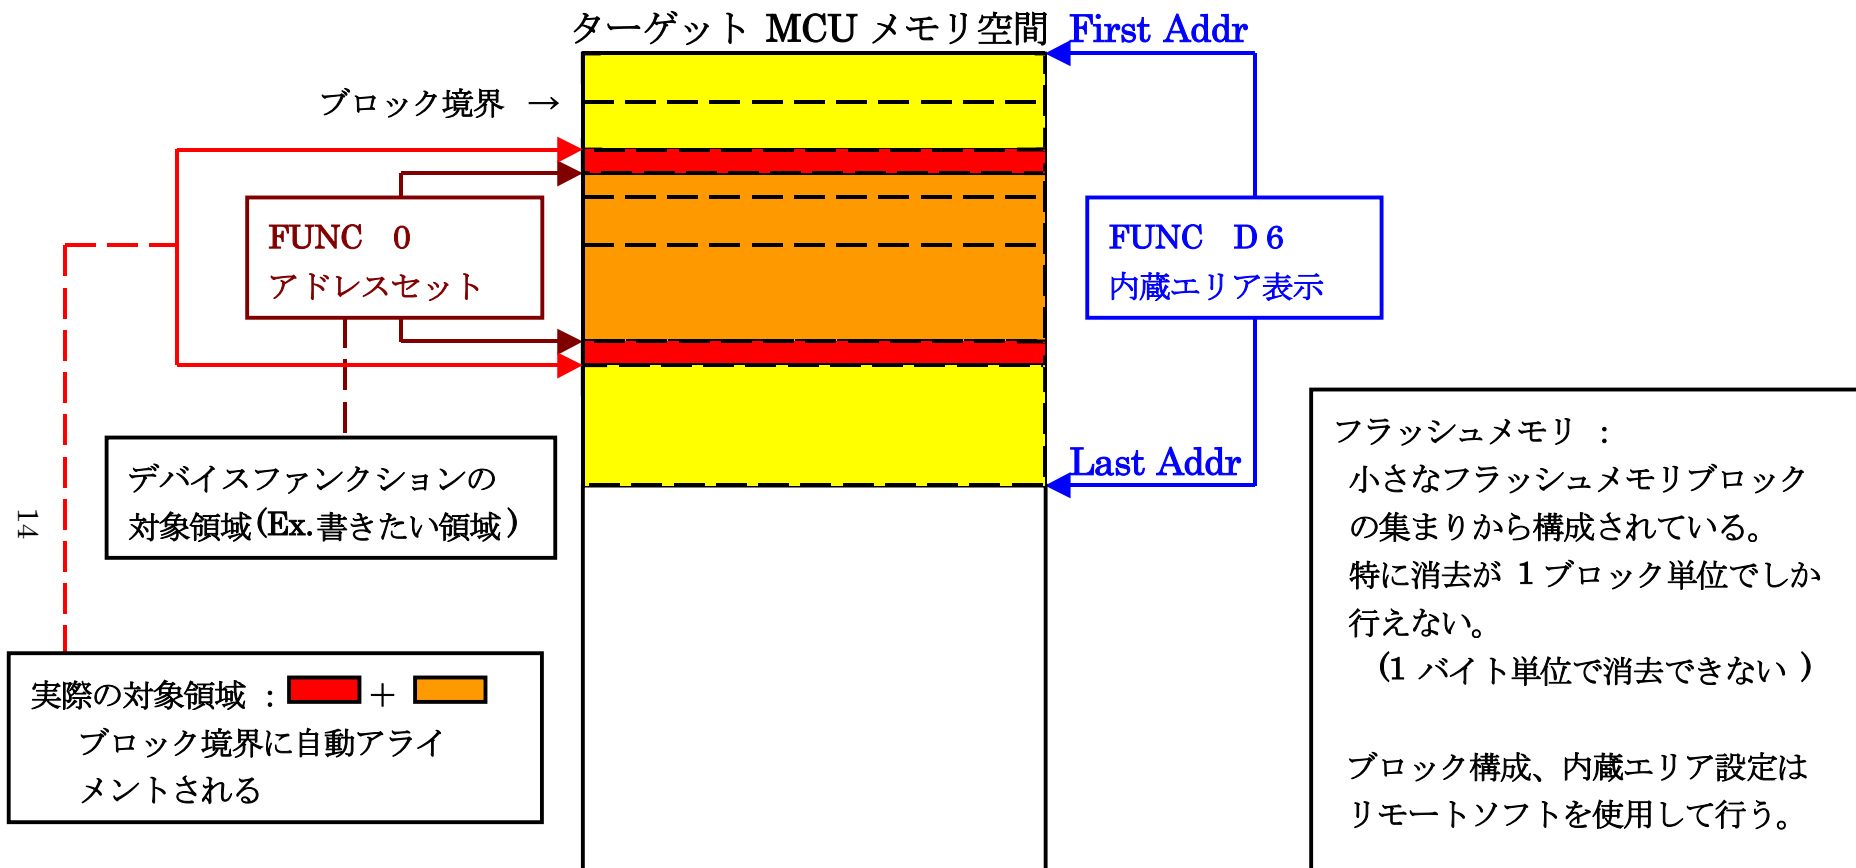 ターゲット MCU メモリ空間
First Addr
ブロック境界 →
FUNC 0
アドレスセット
FUNC D6
内蔵エリア表示
Last Addr
デバイスファンクションの
対象領域(Ex.書きたい領域)
14
実際の対象領域 : +
ブロック境界に自動アライ
メントされる
フラッシュメモリ :
小さなフラッシュメモリブロック
の集まりから構成されている。
特に消去が 1 ブロック単位でしか
行えない。
(1 バイト単位で消去できない )
ブロック構成、内蔵エリア設定は
リモートソフトを使用して行う。